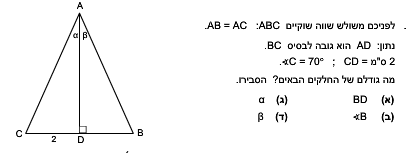 . לפניכם משולש שווה שוקיים ABC: AB = AC.
נתון: AD הוא גובה לבסיס BC.
2 ס"מ = CD ; ∢C = 70°.
מה גודלם של החלקים הבאים? הסבירו.
(א) BD (ג) α
(ב) ∢B (ד) β
A
α β
C 2 D B